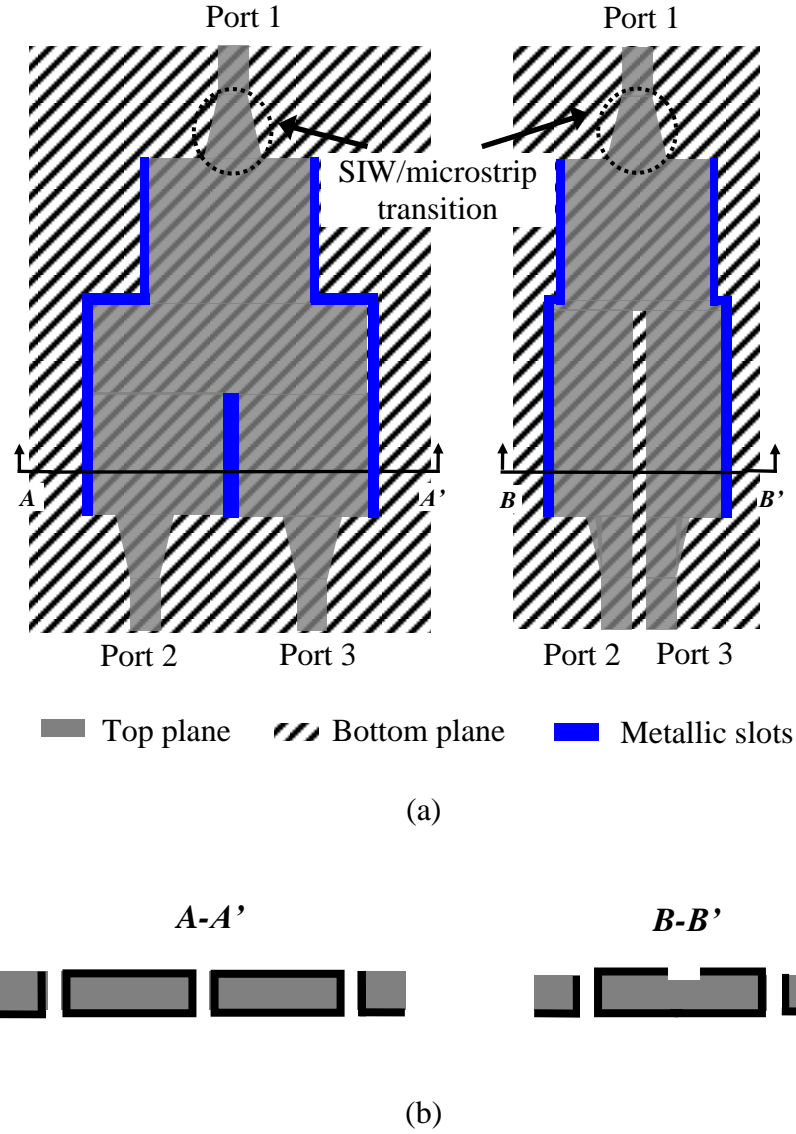 Port 1
Port 1
SIW/microstrip
transition
A
A’
B
B’
Port 2
Port 3
Port 2
Port 3
Top plane
Bottom plane
Metallic slots
(a)
A-A’
B-B’
(b)